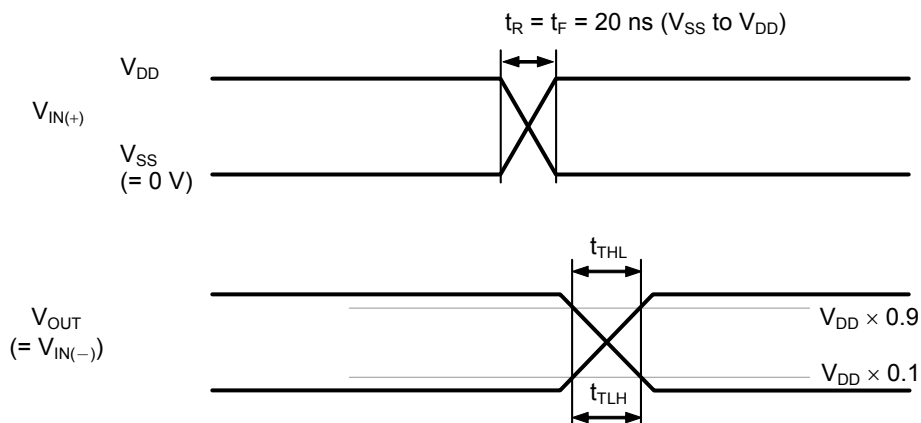 tR = tF = 20 ns (VSS to VDD)
VDD
VIN(+)
VSS
(= 0 V)
tTHL
VOUT
(= VIN(−))
VDD × 0.9
VDD × 0.1
tTLH